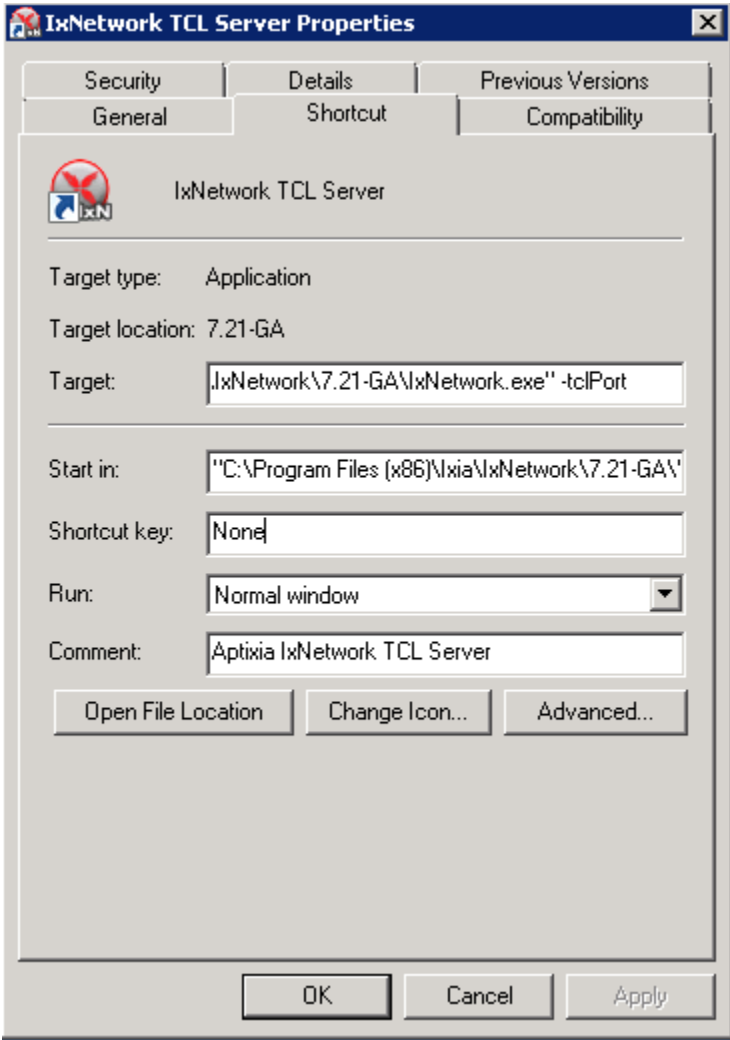 IxNetwork TCL Server Properties
Security Details Previous Versions
General Shortcut Compatibility
IxN
IxNetwork TCL Server
Target type: Application
Target location: 7.21-GA
Target: .IxNetwork\7.21-GA\IxNetwork.exe" -tclPort
Start in: "C:\Program Files (x86)\Ixia\IxNetwork\7.21-GA\"
Shortcut key: None
Run: Normal window
Comment: Aptixia IxNetwork TCL Server
Open File Location Change Icon... Advanced...
OK Cancel Apply